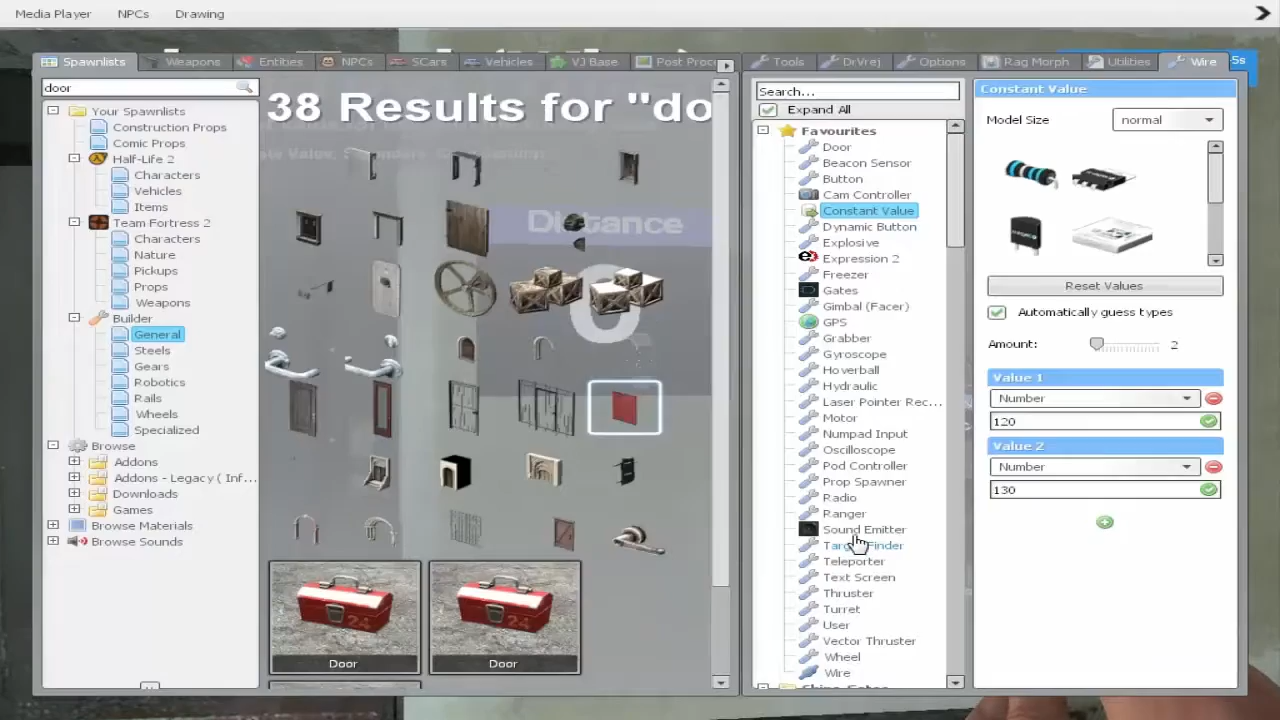 Media Player NPCs Drawing
Spawnlists Weapons Entities NPCs SCars Vehicles VJ Base Post Proc
Tools DrVrej Options Rag Morph Utilities Wire 5s
door
Your Spawnlists
Construction Props
Comic Props
Half-Life 2
Characters
Vehicles
Items
Team Fortress 2
Characters
Nature
Pickups
Props
Weapons
Builder
General
Steels
Gears
Robotics
Rails
Wheels
Specialized
Browse
Addons
Addons - Legacy ( Inf...
Downloads
Games
Browse Materials
Browse Sounds
38 Results for "do
Distance
0
24
24
Door
Door
Search...
Expand All
Favourites
Door
Beacon Sensor
Button
Cam Controller
Constant Value
Dynamic Button
Explosive
Expression 2
Freezer
Gates
Gimbal (Facer)
GPS
Grabber
Gyroscope
Hoverball
Hydraulic
Laser Pointer Rec...
Motor
Numpad Input
Oscilloscope
Pod Controller
Prop Spawner
Radio
Ranger
Sound Emitter
Target Finder
Teleporter
Text Screen
Thruster
Turret
User
Vector Thruster
Wheel
Wire
Constant Value
Model Size normal
Reset Values
Automatically guess types
Amount: 2
Value 1
Number
120
Value 2
Number
130